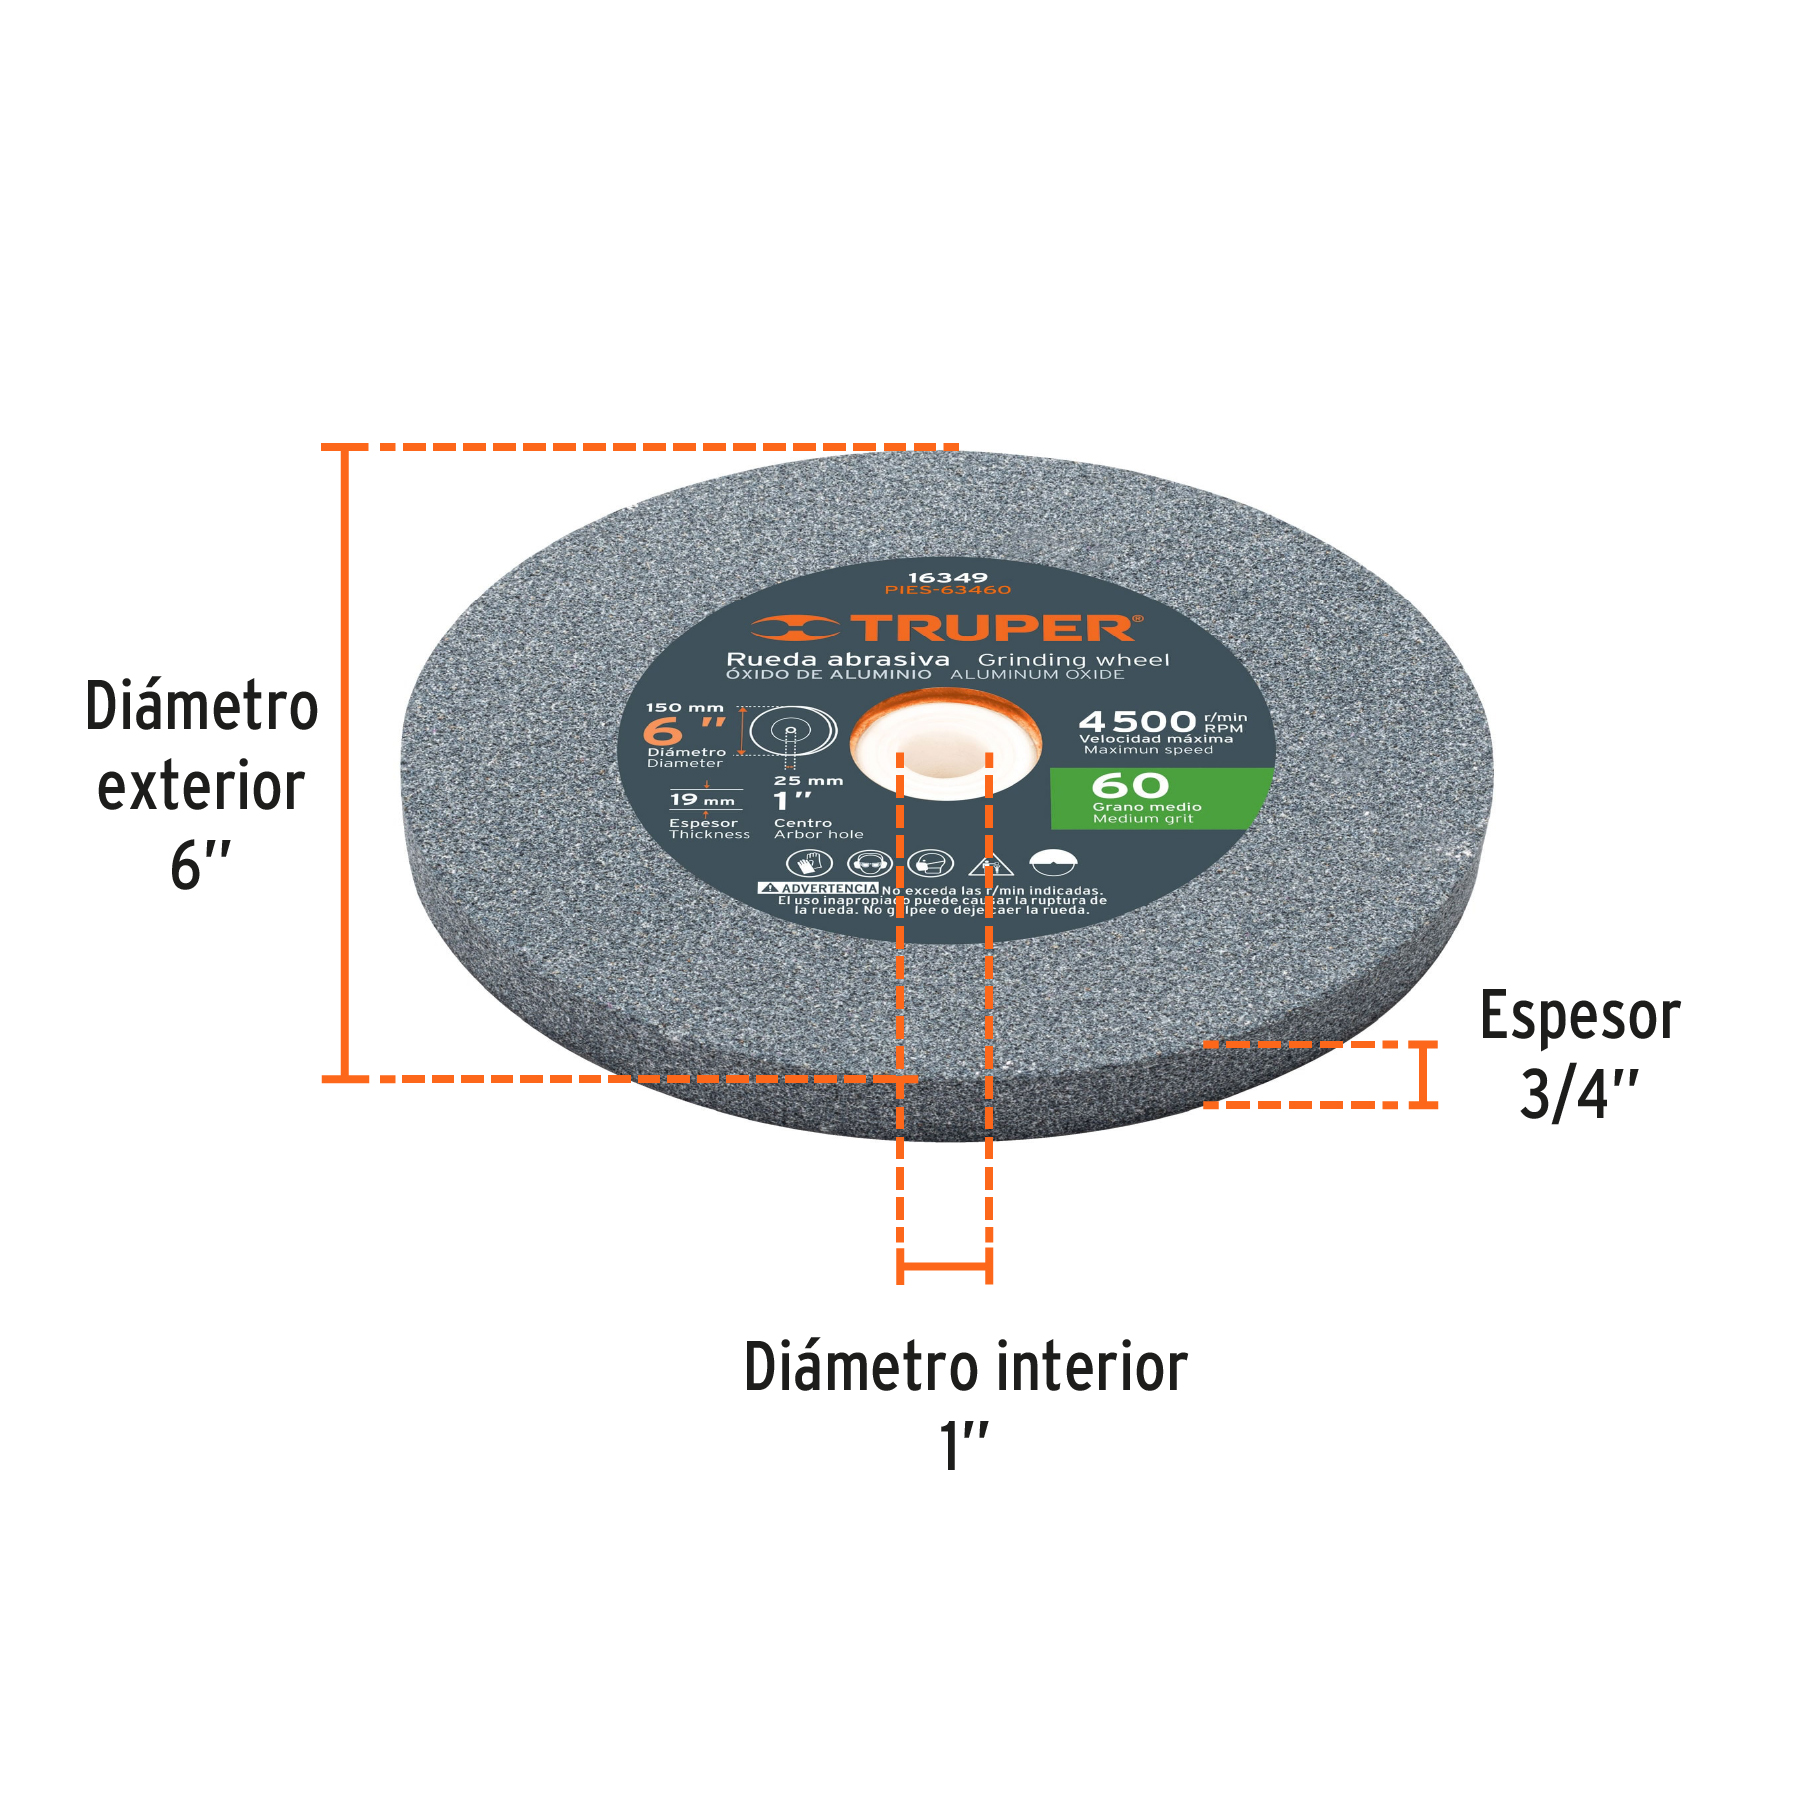 16349
PIES-63460
TRUPER®
Rueda abrasiva Grinding wheel
ÓXIDO DE ALUMINIO ALUMINUM OXIDE
150 mm
6"
Diámetro
Diameter
19 mm
Espesor
Thickness
25 mm
1"
Centro
Arbor hole
4500 r/min
RPM
Velocidad máxima
Maximun speed
60
Grano medio
Medium grit
ADVERTENCIA No exceda las r/min indicadas.
El uso inapropiado puede causar la ruptura de
la rueda. No golpee o deje caer la rueda.
Diámetro
exterior
6"
Espesor
3/4"
Diámetro interior
1"